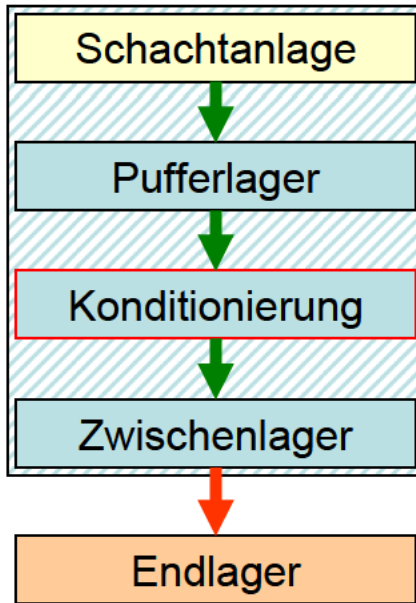 Schachtanlage
Pufferlager
Konditionierung
Zwischenlager
Endlager